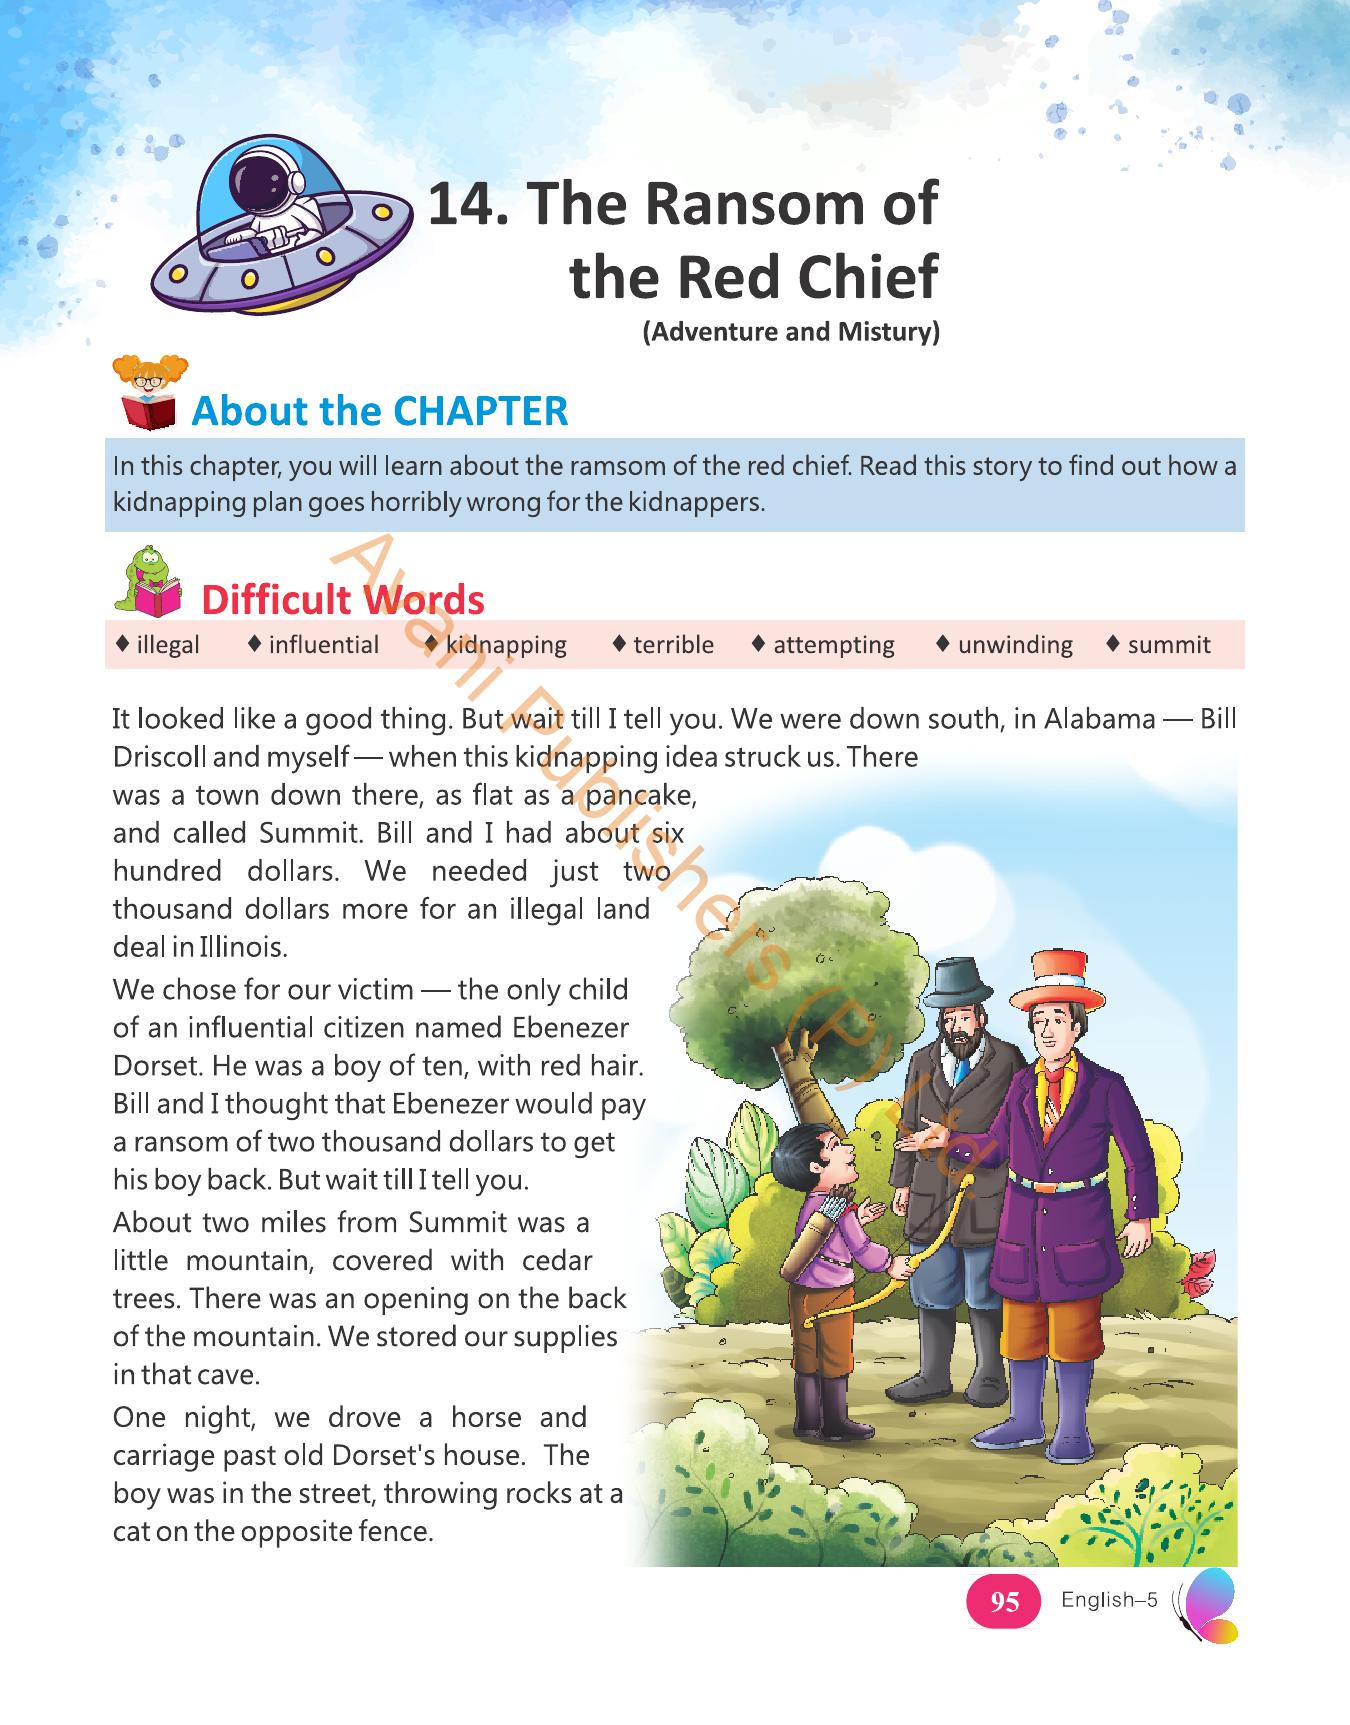 14. The Ransom of
the Red Chief
(Adventure and Mistury)
About the CHAPTER
In this chapter, you will learn about the ramsom of the red chief. Read this story to find out how a
kidnapping plan goes horribly wrong for the kidnappers.
Difficult Words
♦ illegal ♦ influential ♦ kidnapping ♦ terrible ♦ attempting ♦ unwinding ♦ summit
It looked like a good thing. But wait till I tell you. We were down south, in Alabama — Bill
Driscoll and myself — when this kidnapping idea struck us. There
was a town down there, as flat as a pancake,
and called Summit. Bill and I had about six
hundred dollars. We needed just two
thousand dollars more for an illegal land
deal in Illinois.
We chose for our victim — the only child
of an influential citizen named Ebenezer
Dorset. He was a boy of ten, with red hair.
Bill and I thought that Ebenezer would pay
a ransom of two thousand dollars to get
his boy back. But wait till I tell you.
About two miles from Summit was a
little mountain, covered with cedar
trees. There was an opening on the back
of the mountain. We stored our supplies
in that cave.
One night, we drove a horse and
carriage past old Dorset's house. The
boy was in the street, throwing rocks at a
cat on the opposite fence.
Avani Publishers (P) Ltd.
95 English–5